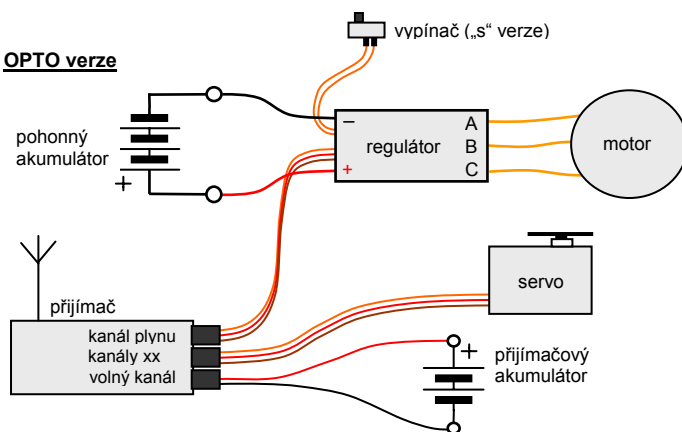 vypínač („s“ verze)
OPTO verze
pohonný
akumulátor
+
−
+
regulátor
A
B
C
motor
servo
přijímač
kanál plynu
kanály xx
volný kanál
+
přijímačový
akumulátor